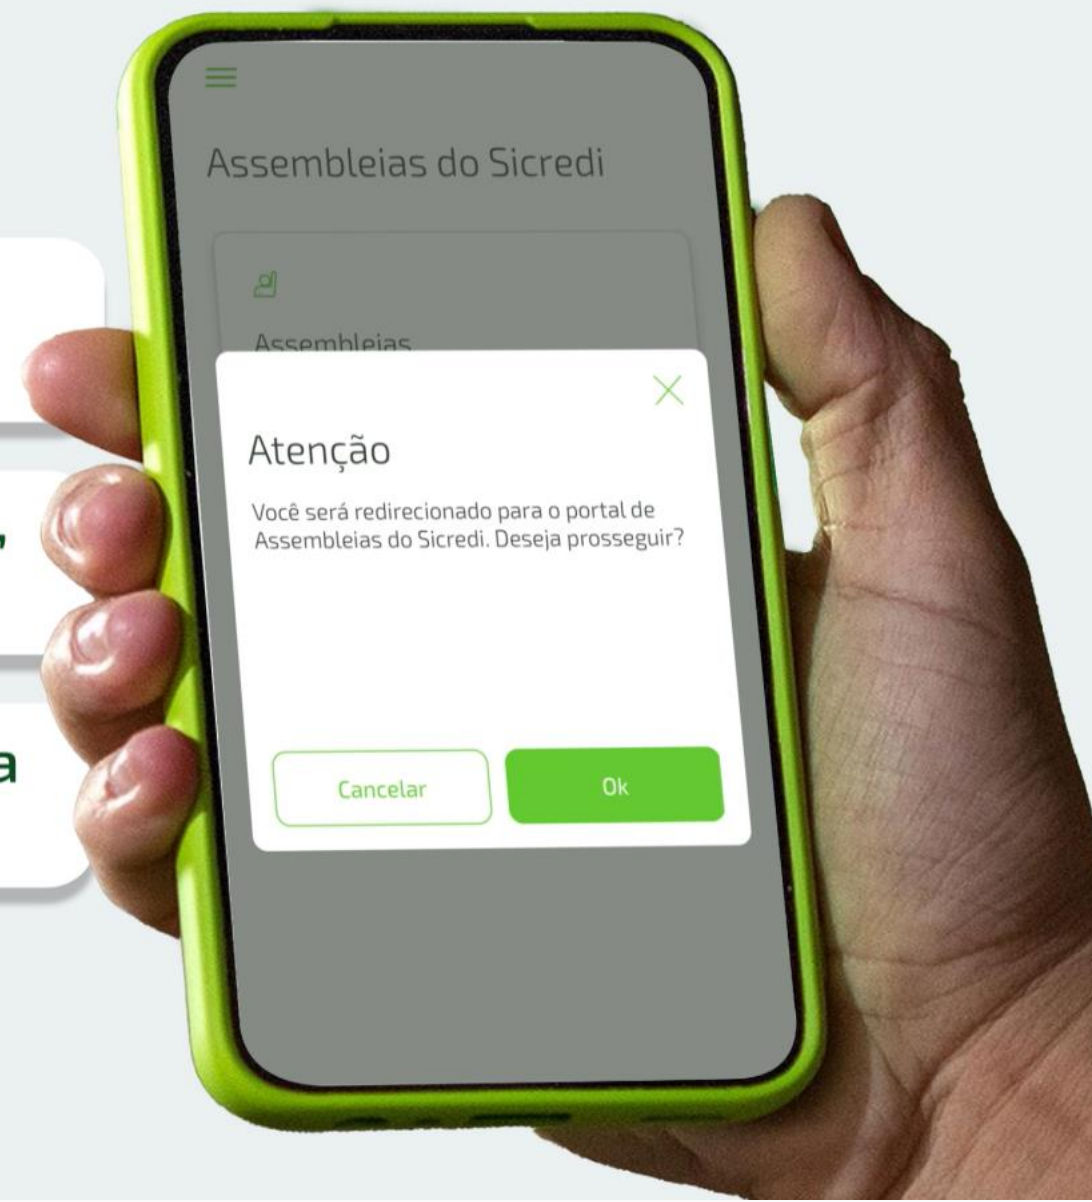 Assembleias do Sicredi
Assembleias
Atenção
Você será redirecionado para o portal de
Assembleias do Sicredi. Deseja prosseguir?
Cancelar
Ok